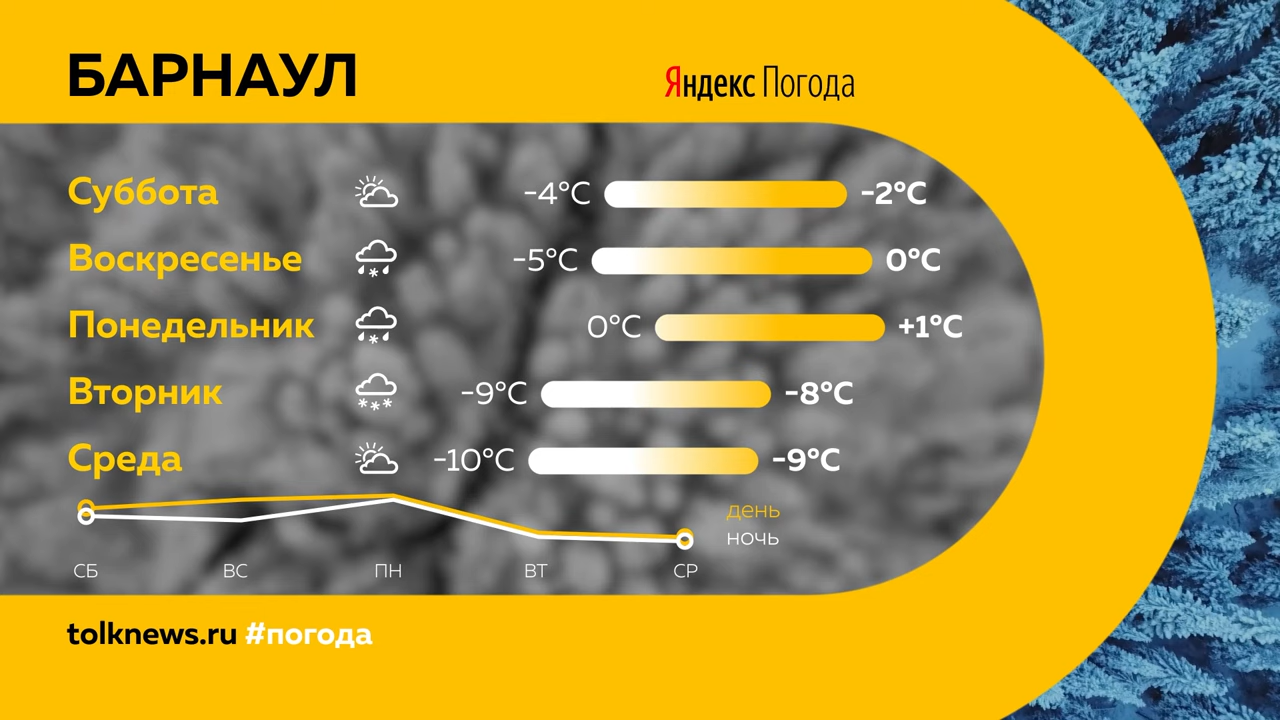 БАРНАУЛ
Яндекс Погода
Суббота -4°C -2°C
Воскресенье -5°C 0°C
Понедельник 0°C +1°C
Вторник -9°C -8°C
Среда -10°C -9°C
день
ночь
СБ ВС ПН ВТ СР
tolknews.ru #погода